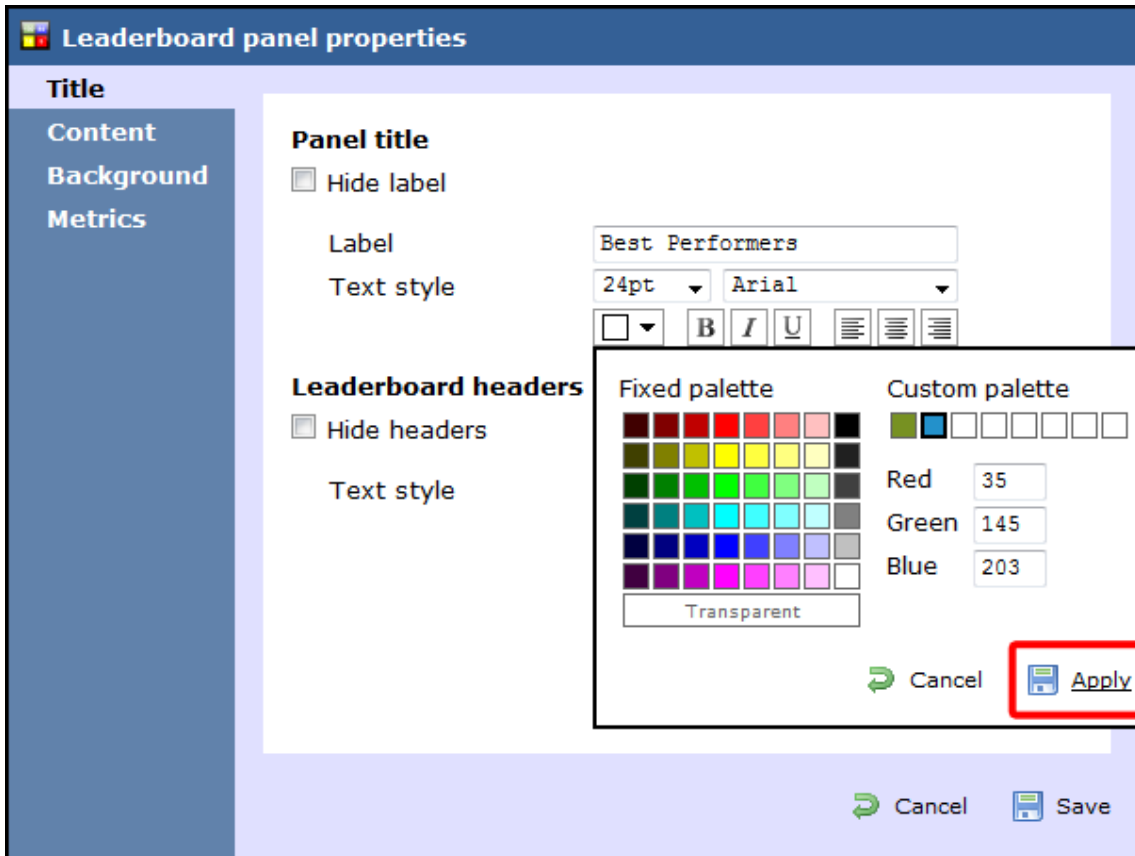 Leaderboard panel properties
Title
Content
Background
Metrics
Panel title
Hide label
Label Best Performers
Text style 24pt Arial
B I U
Leaderboard headers
Hide headers
Text style
Fixed palette
Transparent
Custom palette
Red 35
Green 145
Blue 203
Cancel Apply
Cancel Save